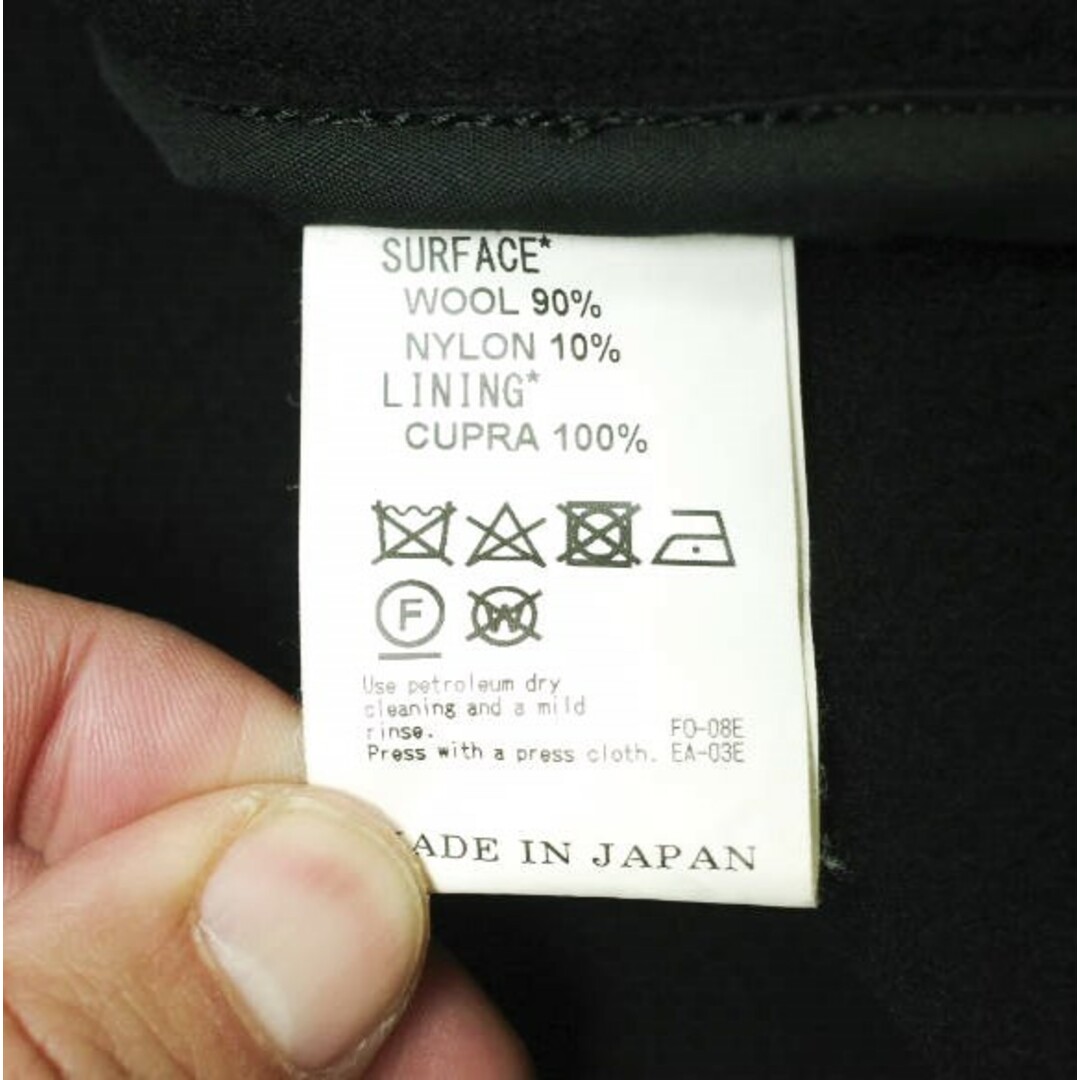 SURFACE*
WOOL 90%
NYLON 10%
LINING*
CUPRA 100%
F
W
Use petroleum dry
cleaning and a mild
rinse. FO-08E
Press with a press cloth. EA-03E
MADE IN JAPAN